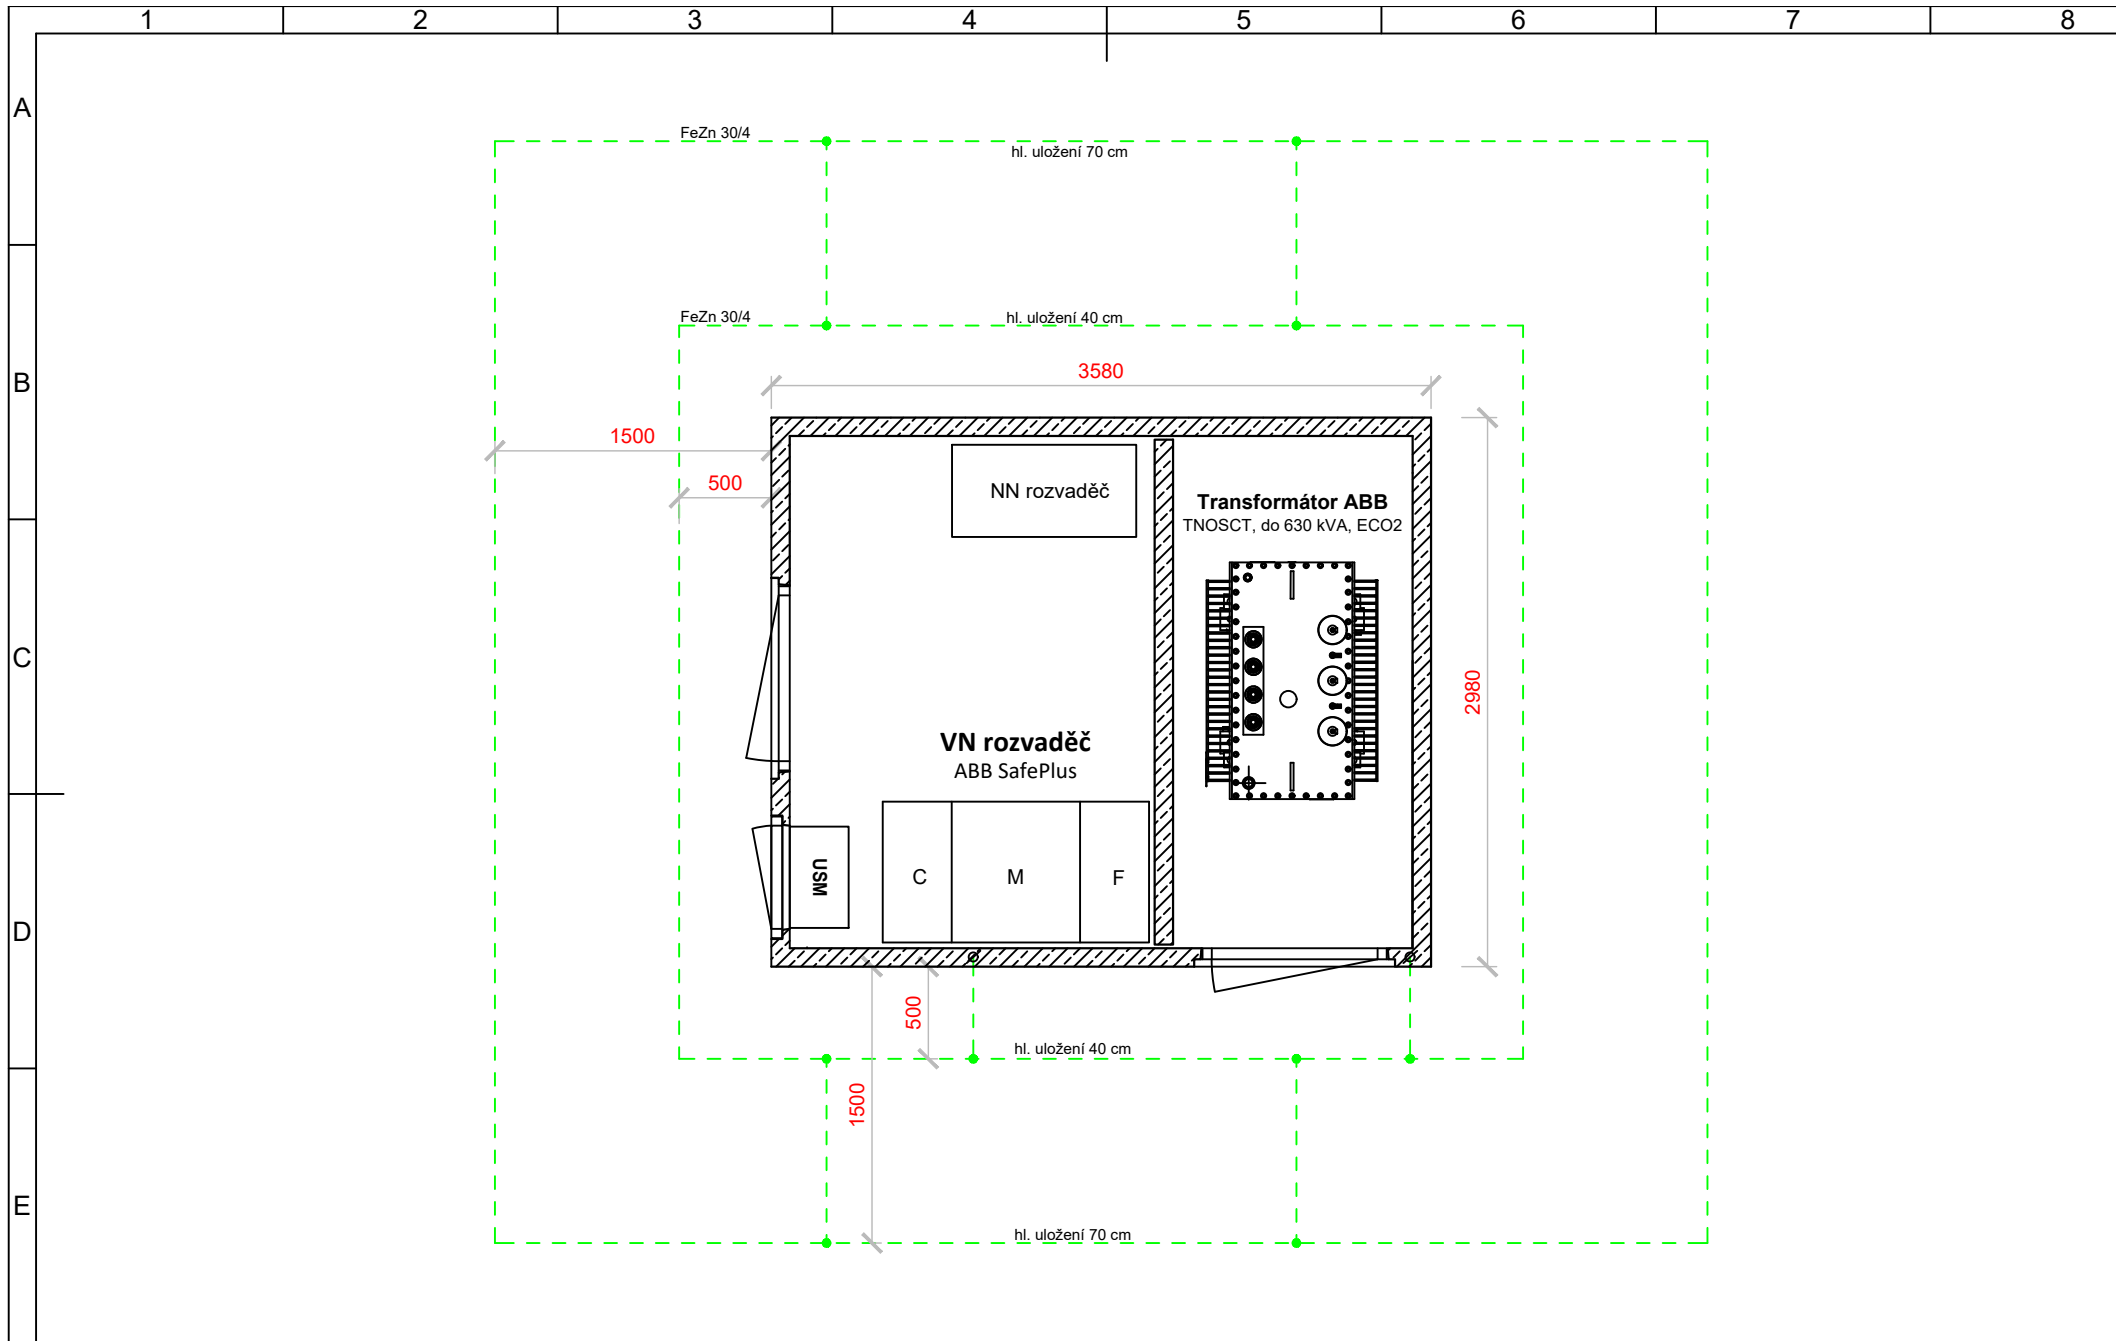 1 2 3 4 5 6 7 8
A
FeZn 30/4
hl. uložení 70 cm
FeZn 30/4
hl. uložení 40 cm
B
3580
1500
500
NN rozvaděč
Transformátor ABB
TNOSCT, do 630 kVA, ECO2
C
2980
VN rozvaděč
ABB SafePlus
USM
C M F
D
500
hl. uložení 40 cm
1500
E
hl. uložení 70 cm